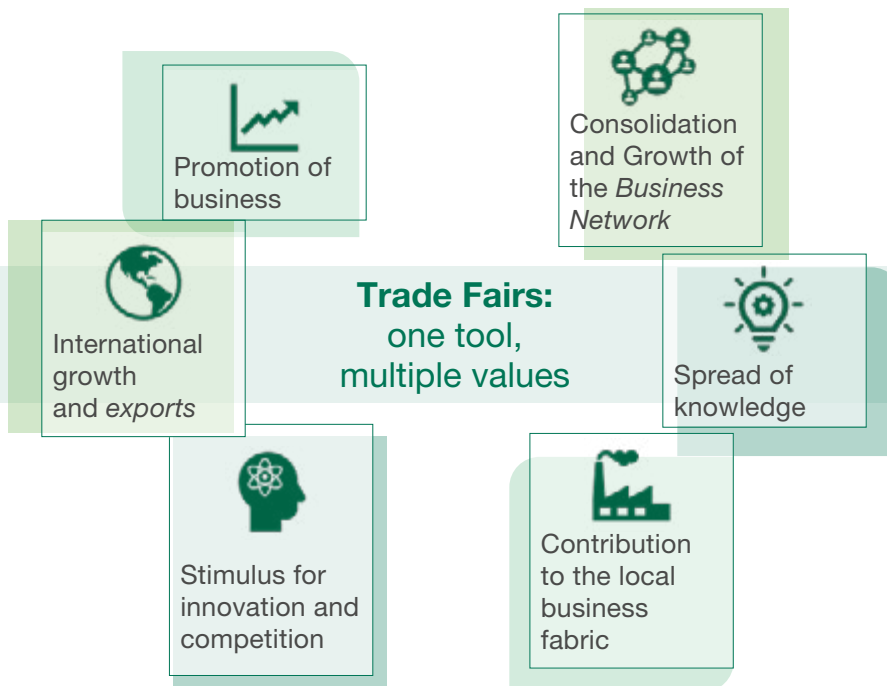 Promotion of
business
Consolidation
and Growth of
the Business
Network
International
growth
and exports
Trade Fairs:
one tool,
multiple values
Spread of
knowledge
Stimulus for
innovation and
competition
Contribution
to the local
business
fabric